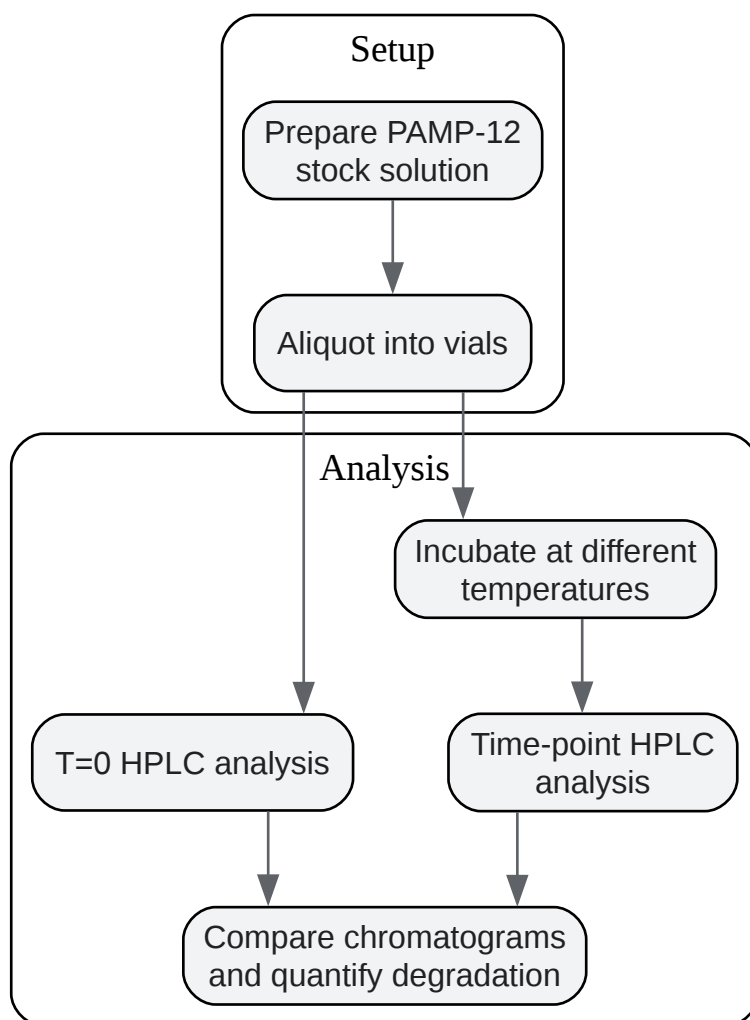 Setup
Prepare PAMP-12
stock solution
Aliquot into vials
Analysis
Incubate at different
temperatures
T=0 HPLC analysis
Time-point HPLC
analysis
Compare chromatograms
and quantify degradation